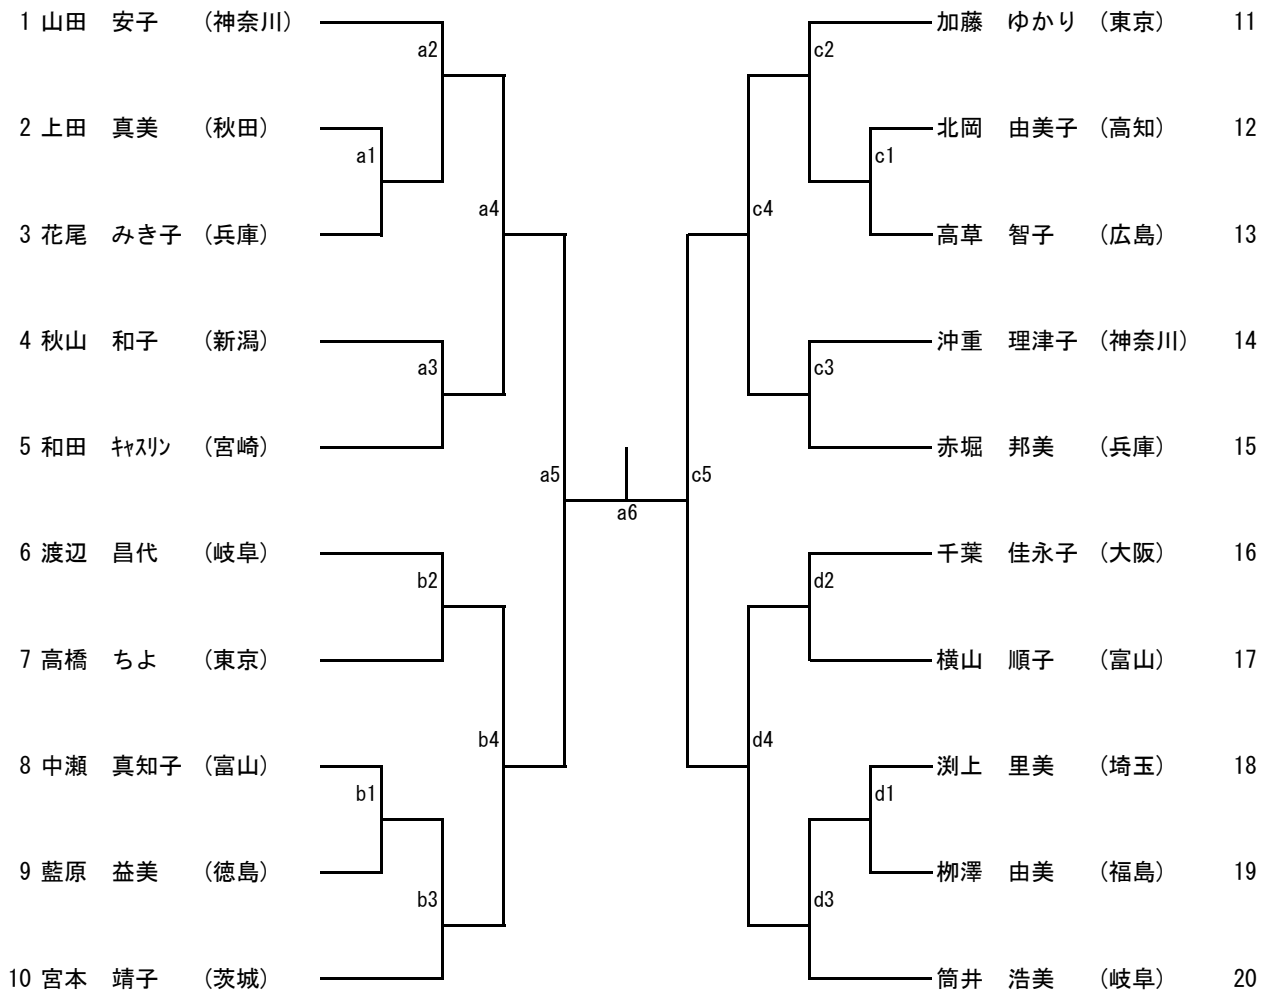 1 山田 安子 (神奈川)
加藤 ゆかり (東京) 11
a2
c2
2 上田 真美 (秋田)
北岡 由美子 (高知) 12
a1
c1
a4
c4
3 花尾 みき子 (兵庫)
高草 智子 (広島) 13
4 秋山 和子 (新潟)
沖重 理津子 (神奈川) 14
a3
c3
5 和田 ｷｬｽﾘﾝ (宮崎)
赤堀 邦美 (兵庫) 15
a5
c5
a6
6 渡辺 昌代 (岐阜)
千葉 佳永子 (大阪) 16
b2
d2
7 高橋 ちよ (東京)
横山 順子 (富山) 17
b4
d4
8 中瀬 真知子 (富山)
渕上 里美 (埼玉) 18
b1
d1
9 藍原 益美 (徳島)
栁澤 由美 (福島) 19
b3
d3
10 宮本 靖子 (茨城)
筒井 浩美 (岐阜) 20